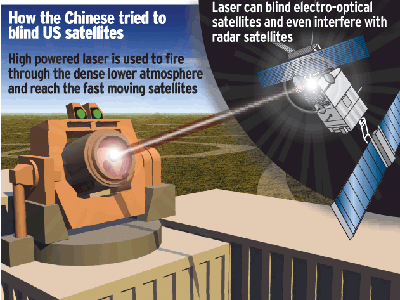 How the Chinese tried to
blind US satellites
High powered laser is used to fire
through the dense lower atmosphere
and reach the fast moving satellites
Laser can blind electro-optical
satellites and even interfere with
radar satellites